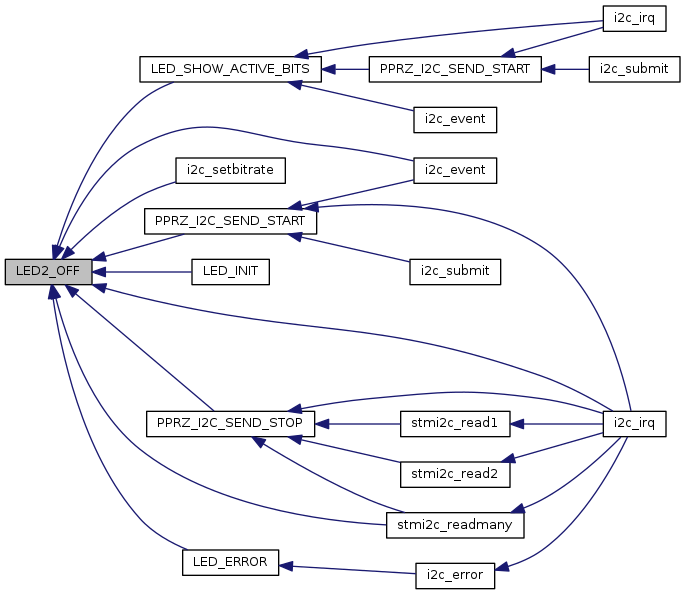 i2c_irq
LED_SHOW_ACTIVE_BITS
PPRZ_I2C_SEND_START
i2c_submit
i2c_event
i2c_event
i2c_setbitrate
PPRZ_I2C_SEND_START
LED2_OFF
LED_INIT
i2c_submit
PPRZ_I2C_SEND_STOP
stmi2c_read1
i2c_irq
stmi2c_read2
stmi2c_readmany
LED_ERROR
i2c_error